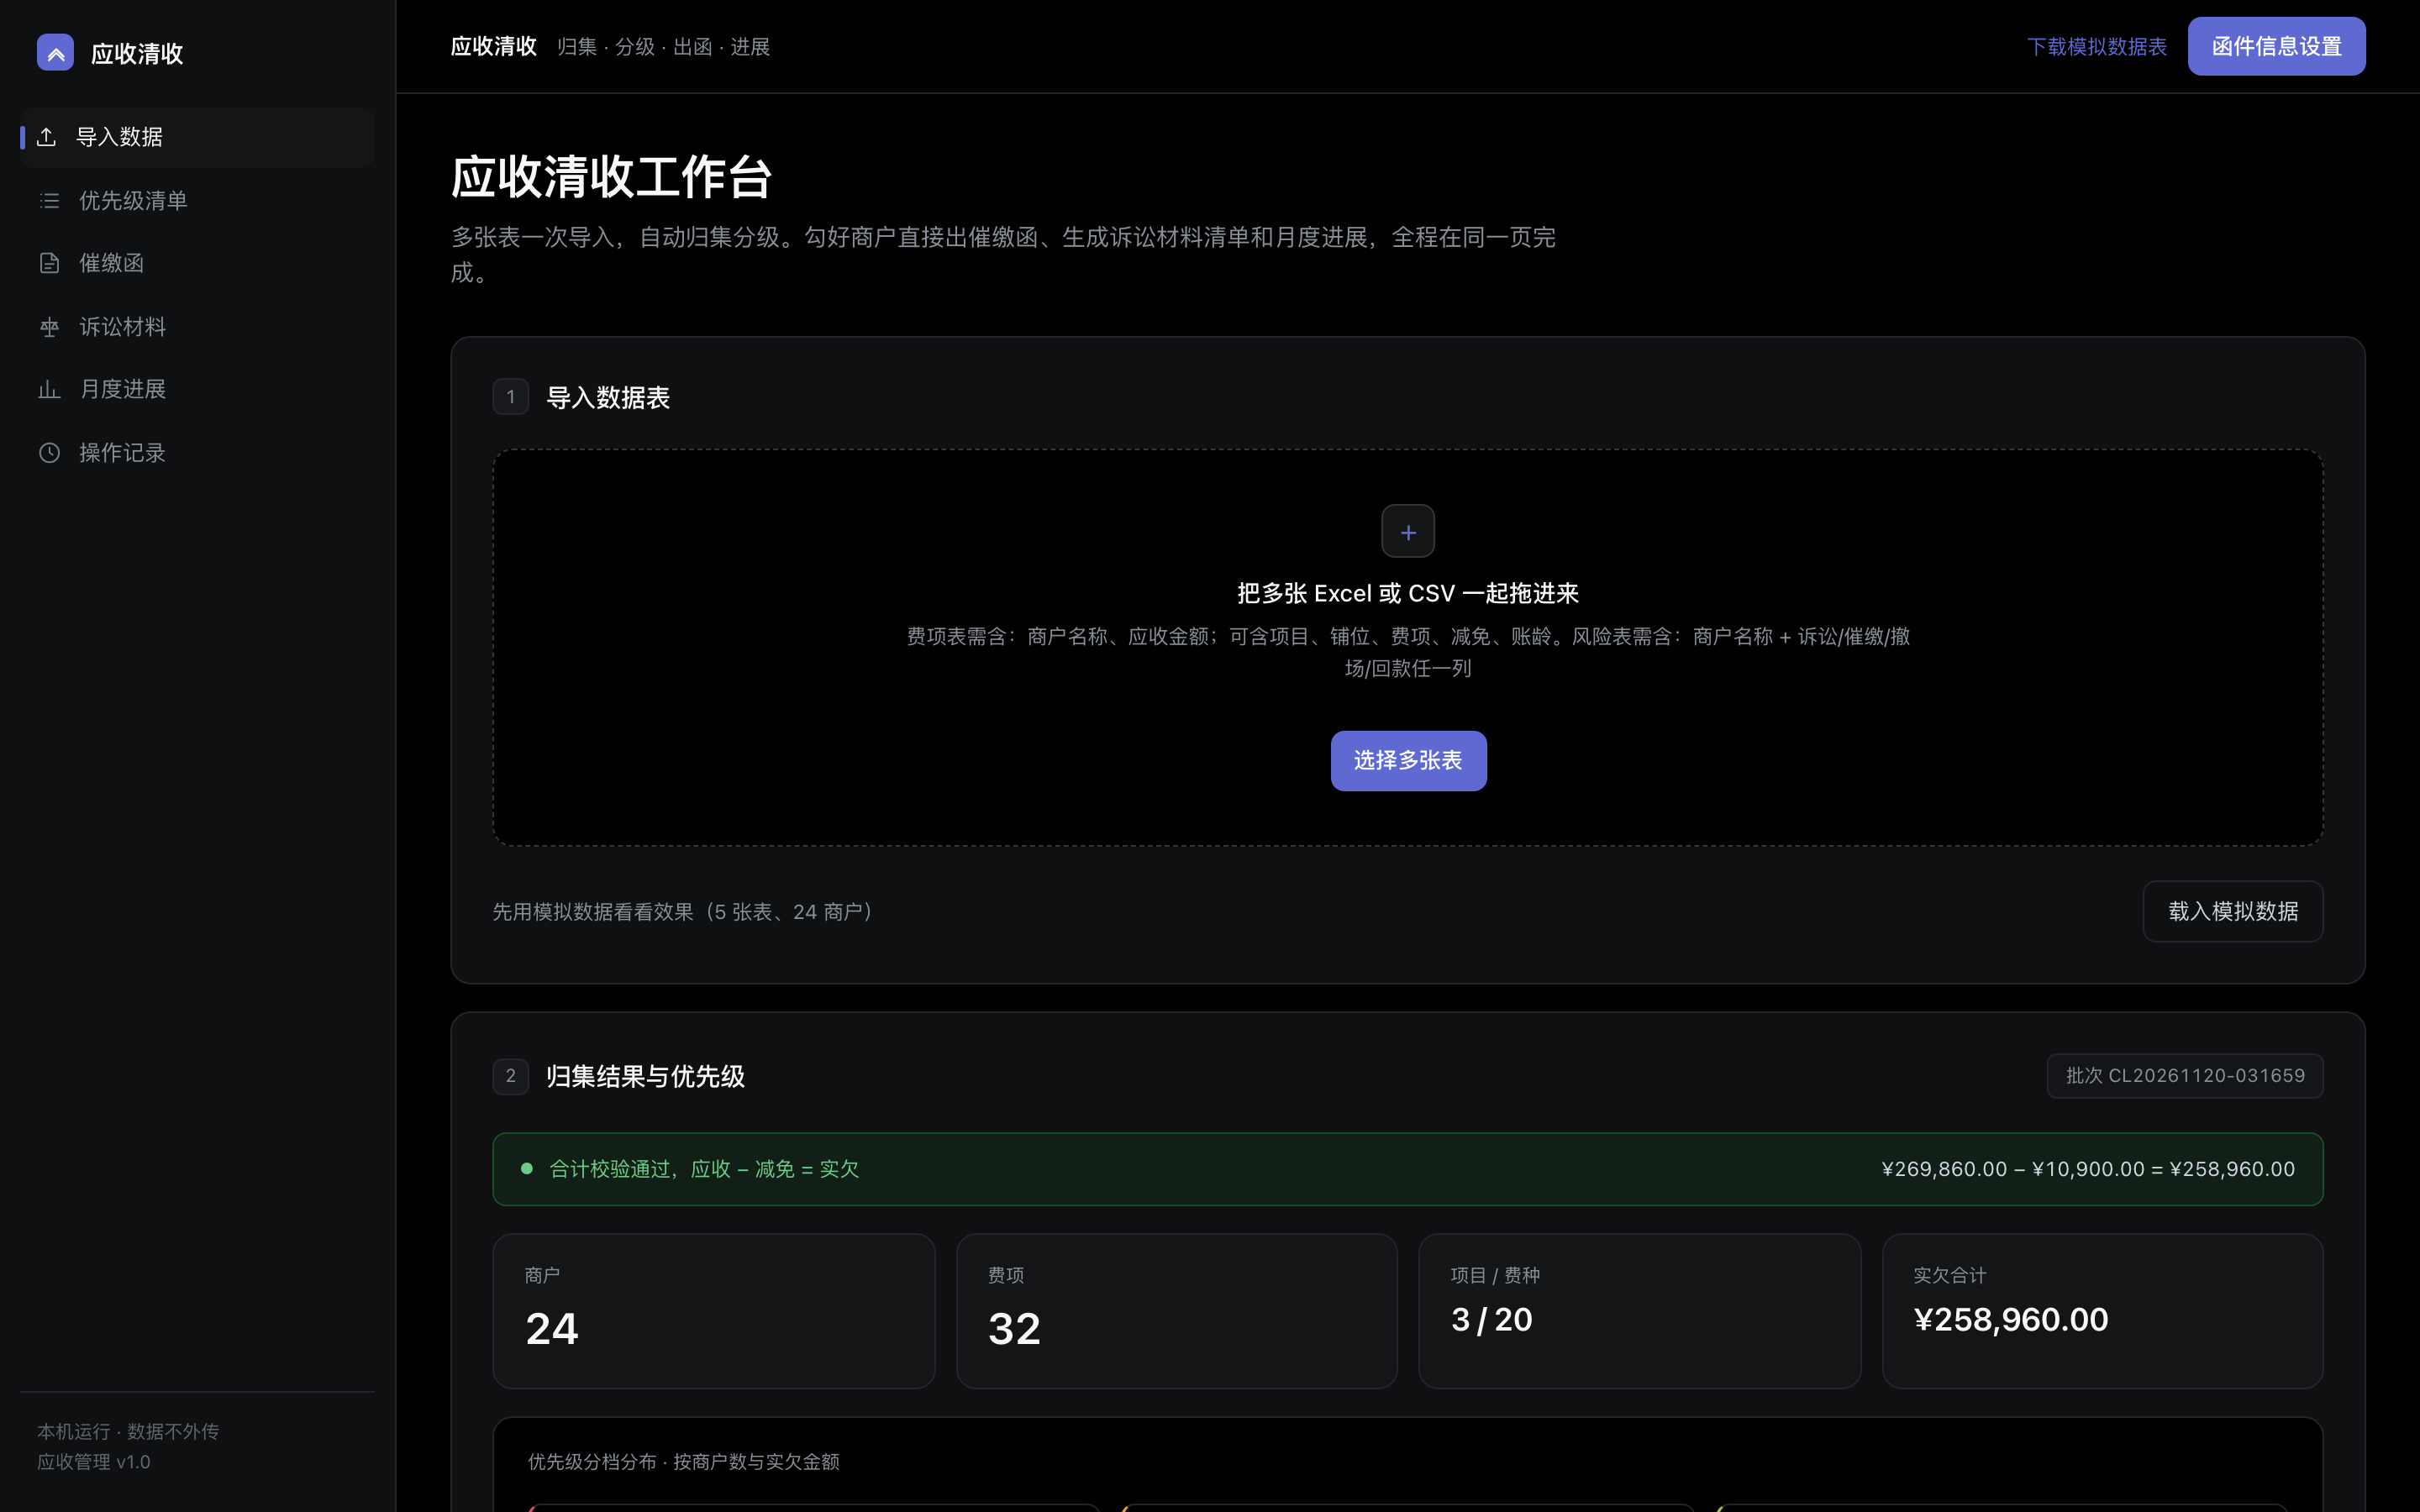 应收清收
导入数据
优先级清单
催缴函
诉讼材料
月度进展
操作记录
本机运行 · 数据不外传
应收管理 v1.0
应收清收 归集 · 分级 · 出函 · 进展
下载模拟数据表
函件信息设置
应收清收工作台
多张表一次导入，自动归集分级。勾好商户直接出催缴函、生成诉讼材料清单和月度进展，全程在同一页完
成。
1 导入数据表
+
把多张 Excel 或 CSV 一起拖进来
费项表需含：商户名称、应收金额；可含项目、铺位、费项、减免、账龄。风险表需含：商户名称 + 诉讼/催缴/撤
场/回款任一列
选择多张表
先用模拟数据看看效果（5 张表、24 商户）
载入模拟数据
2 归集结果与优先级
批次 CL20261120-031659
合计校验通过，应收 – 减免 = 实欠
¥269,860.00 – ¥10,900.00 = ¥258,960.00
商户
24
费项
32
项目 / 费种
3 / 20
实欠合计
¥258,960.00
优先级分档分布 · 按商户数与实欠金额